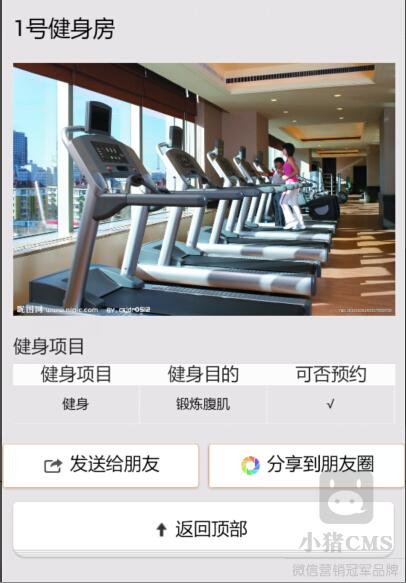 1号健身房
昵图网 www.nipic.com BY: ckjdr0512
健身项目
健身项目 健身目的 可否预约
健身 锻炼腹肌 √
发送给朋友 分享到朋友圈
返回顶部
小猪CMS
微信营销冠军品牌